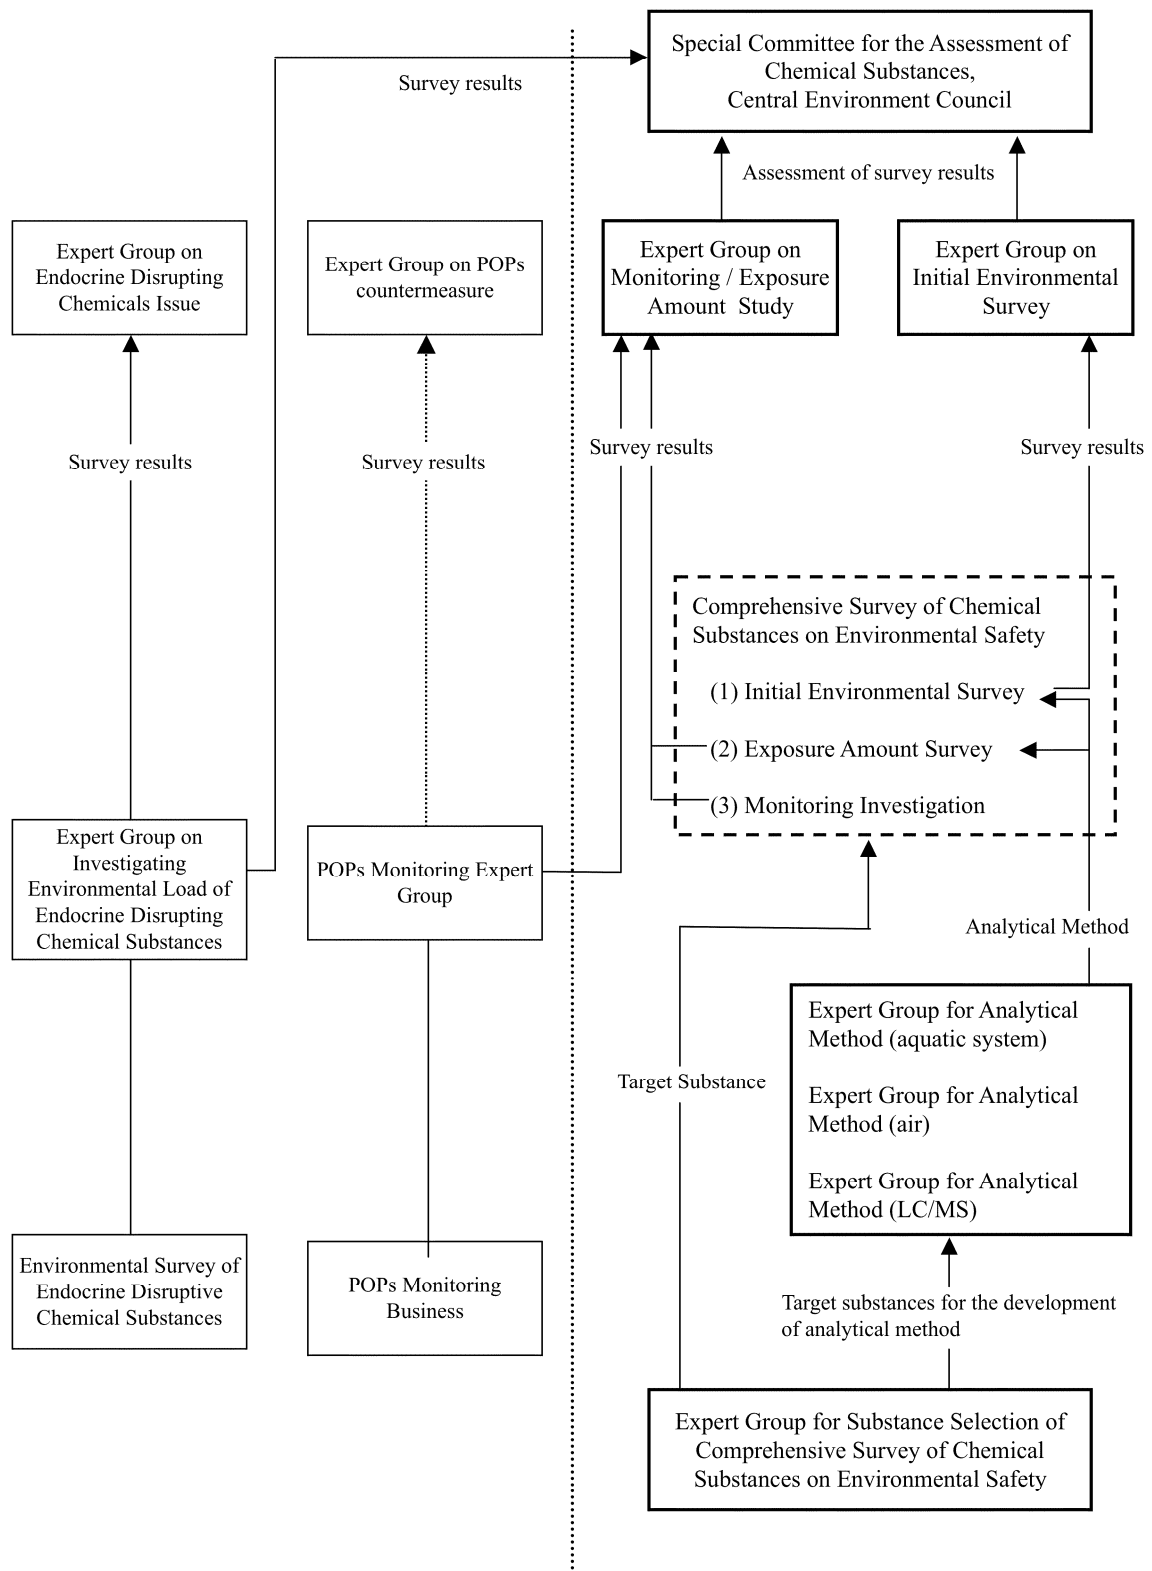 Special Committee for the Assessment of
Chemical Substances,
Central Environment Council
Survey results
Assessment of survey results
Expert Group on
Endocrine Disrupting
Chemicals Issue
Expert Group on POPs
countermeasure
Expert Group on
Monitoring / Exposure
Amount Study
Expert Group on
Initial Environmental
Survey
Survey results
Survey results
Survey results
Survey results
Comprehensive Survey of Chemical
Substances on Environmental Safety
(1) Initial Environmental Survey
(2) Exposure Amount Survey
(3) Monitoring Investigation
Expert Group on
Investigating
Environmental Load of
Endocrine Disrupting
Chemical Substances
POPs Monitoring Expert
Group
Analytical Method
Expert Group for Analytical
Method (aquatic system)
Expert Group for Analytical
Method (air)
Expert Group for Analytical
Method (LC/MS)
Target Substance
Environmental Survey of
Endocrine Disruptive
Chemical Substances
POPs Monitoring
Business
Target substances for the development
of analytical method
Expert Group for Substance Selection of
Comprehensive Survey of Chemical
Substances on Environmental Safety